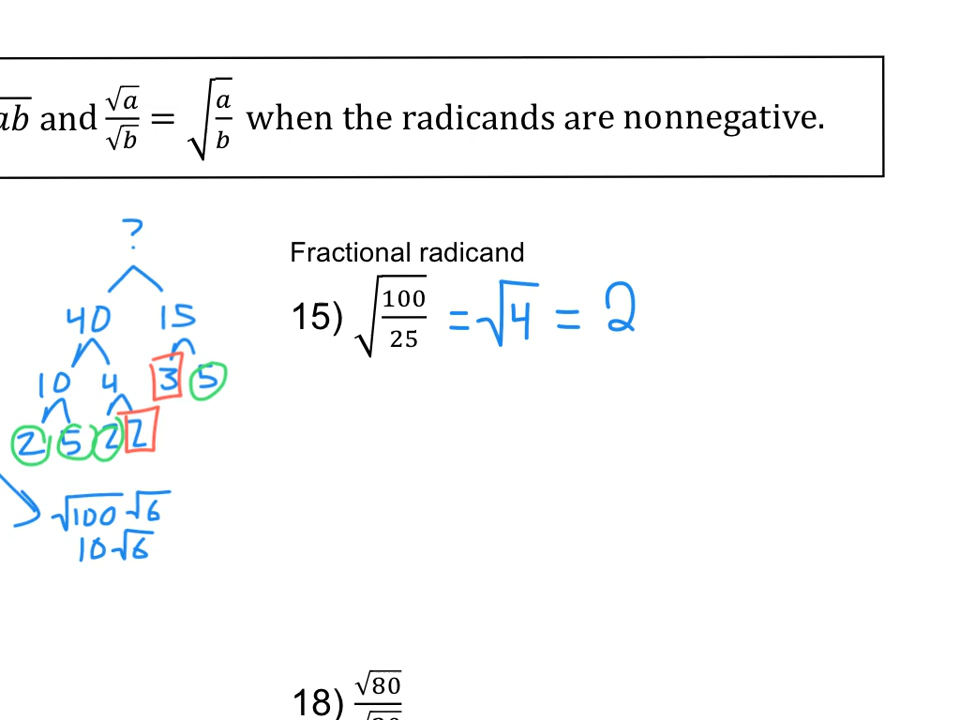 ab and √a/√b = √(a/b) when the radicands are nonnegative.
?
40 15
10 4 3 5
2 5 2 2
√100 √6
10√6
Fractional radicand
15) √(100/25) = √4 = 2
18) √80